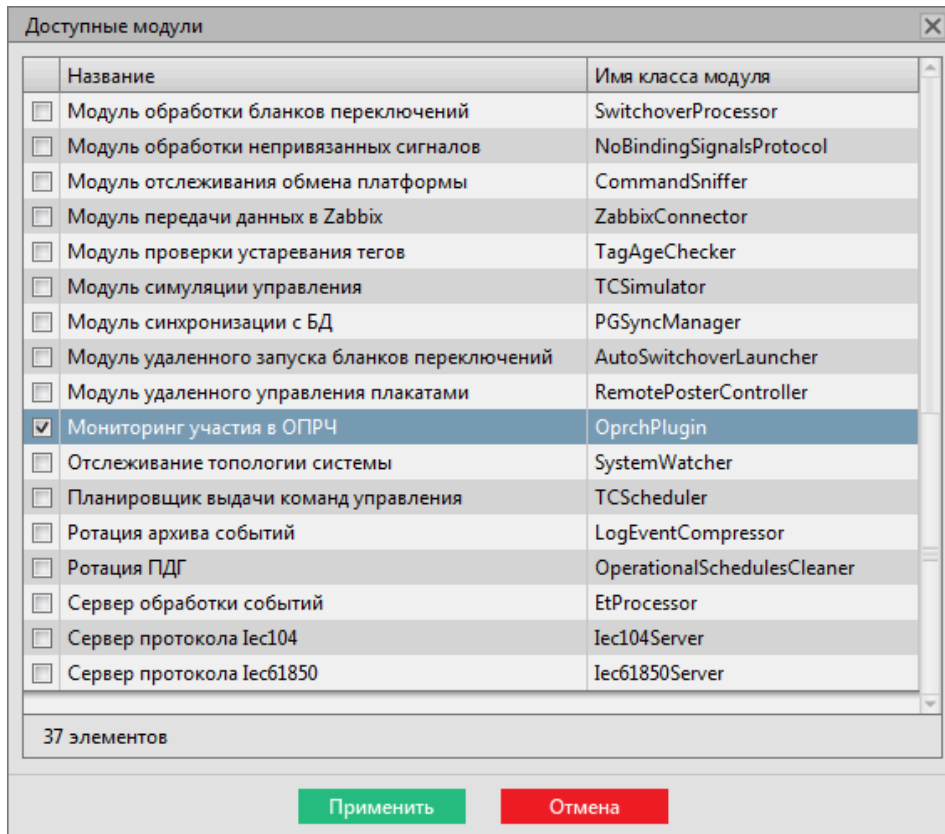 Доступные модули
Название Имя класса модуля
Модуль обработки бланков переключений SwitchoverProcessor
Модуль обработки непривязанных сигналов NoBindingSignalsProtocol
Модуль отслеживания обмена платформы CommandSniffer
Модуль передачи данных в Zabbix ZabbixConnector
Модуль проверки устаревания тегов TagAgeChecker
Модуль симуляции управления TCSimulator
Модуль синхронизации с БД PGSyncManager
Модуль удаленного запуска бланков переключений AutoSwitchoverLauncher
Модуль удаленного управления плакатами RemotePosterController
Мониторинг участия в ОПРЧ OprchPlugin
Отслеживание топологии системы SystemWatcher
Планировщик выдачи команд управления TCScheduler
Ротация архива событий LogEventCompressor
Ротация ПДГ OperationalSchedulesCleaner
Сервер обработки событий EtProcessor
Сервер протокола Iec104 Iec104Server
Сервер протокола Iec61850 Iec61850Server
37 элементов
Применить Отмена